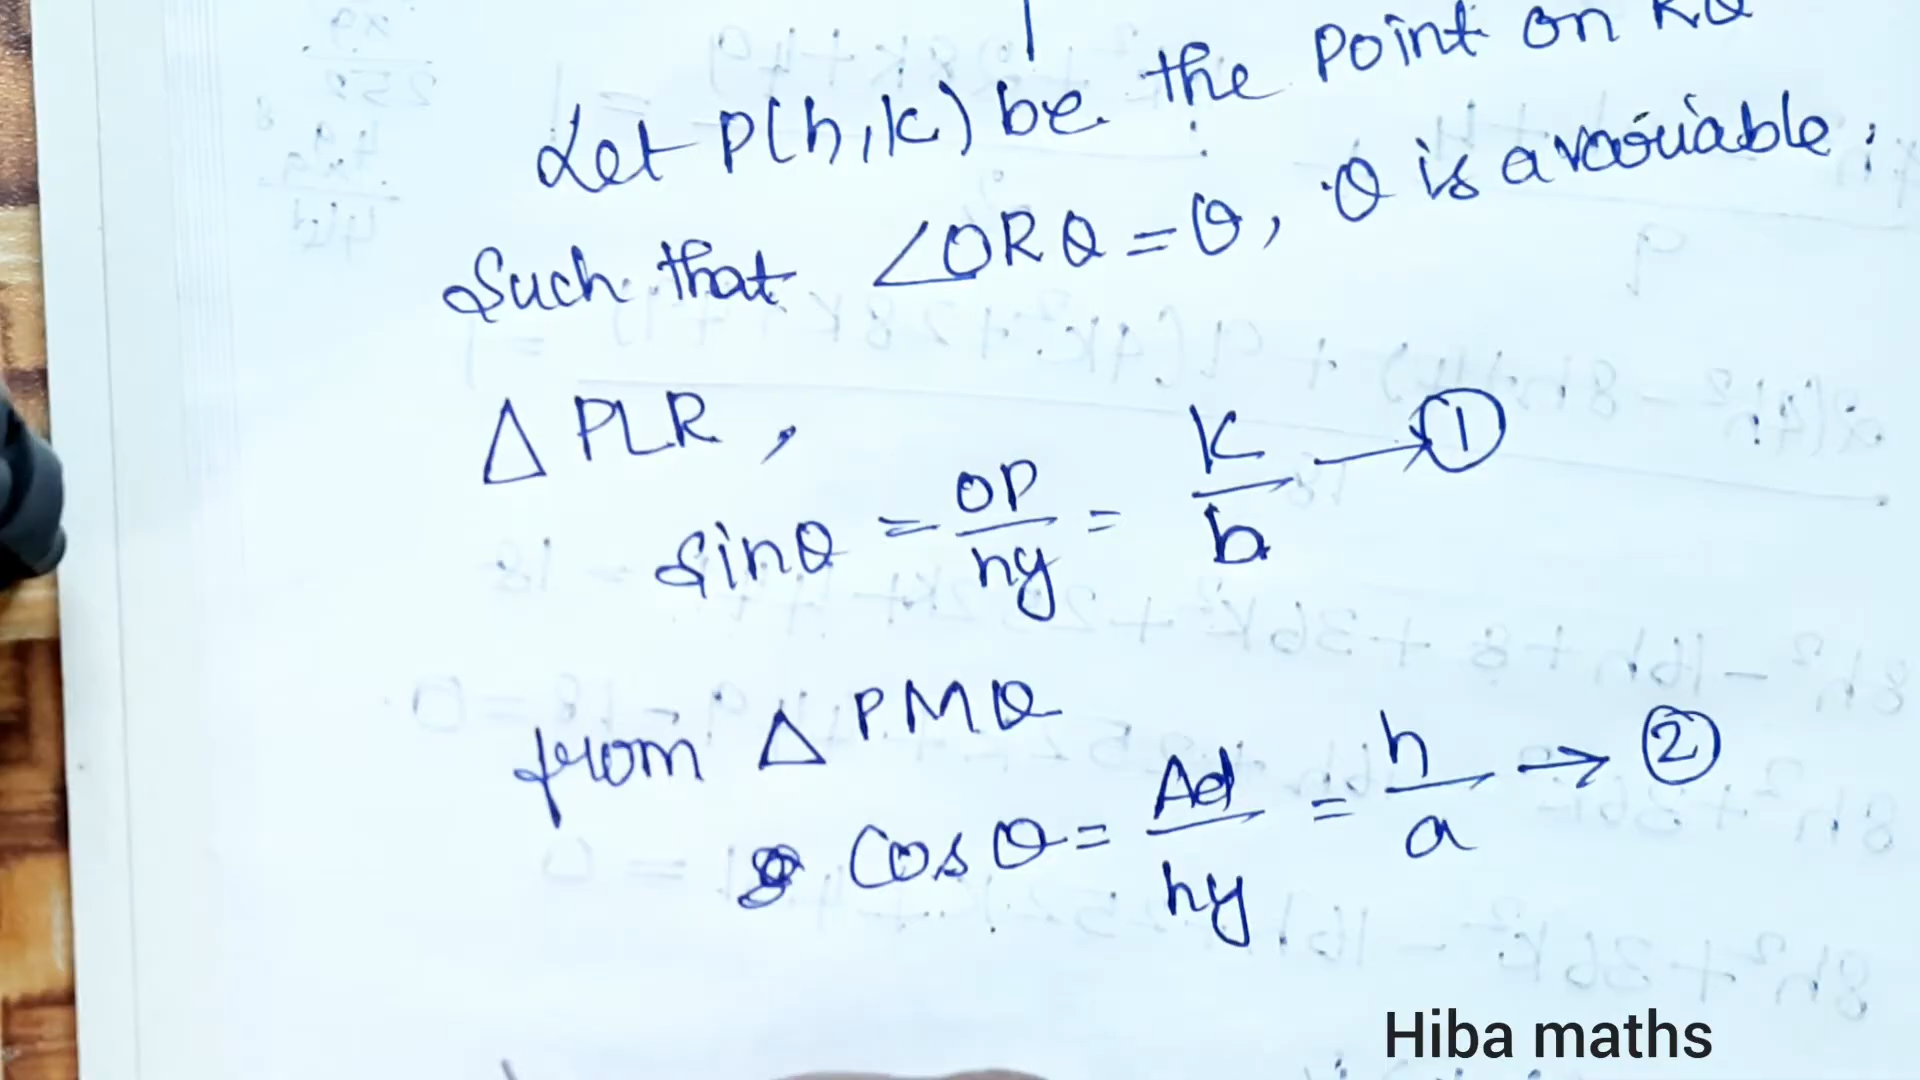 Let P(h,k) be the point on RQ
such that ∠ORQ = θ, θ is a variable.
Δ PLR,
sinθ = op/hy = k/b → ①
from Δ PMQ
Cosθ = Ad/hy = h/a → ②
Hiba maths